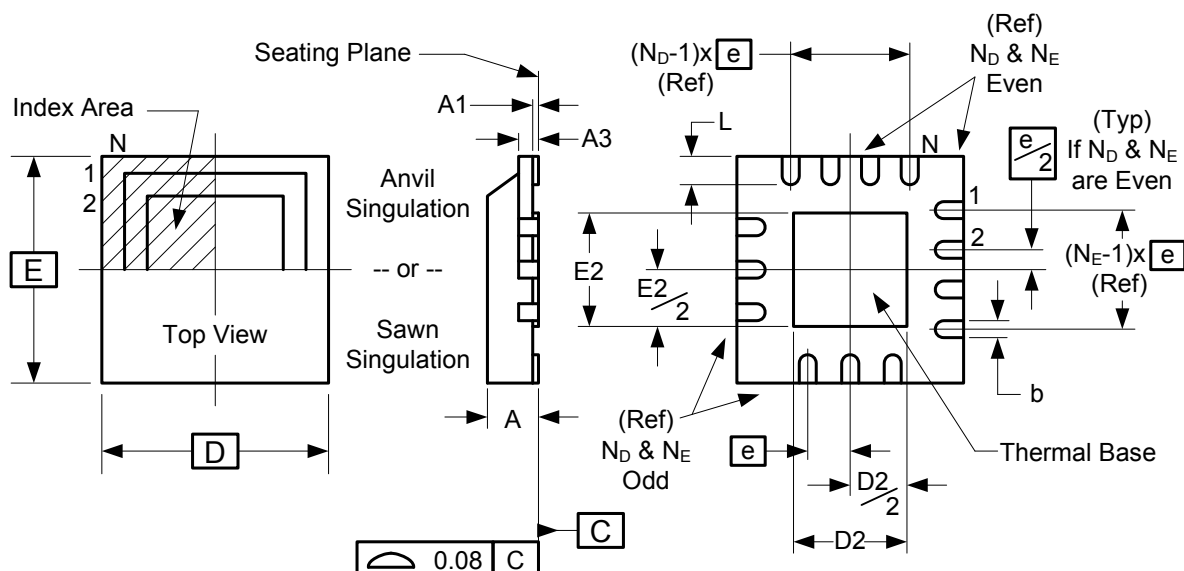 Seating Plane
Index Area
N
1
2
E
Top View
D
A1
A3
Anvil
Singulation
-- or --
Sawn
Singulation
A
C
0.08 C
(N_D-1)x e
(Ref)
L
E2
E2/2
(Ref)
N_D & N_E
Even
N
1
2
e/2
(Typ)
If N_D & N_E
are Even
(N_E-1)x e
(Ref)
b
Thermal Base
(Ref)
N_D & N_E
Odd
e
D2/2
D2